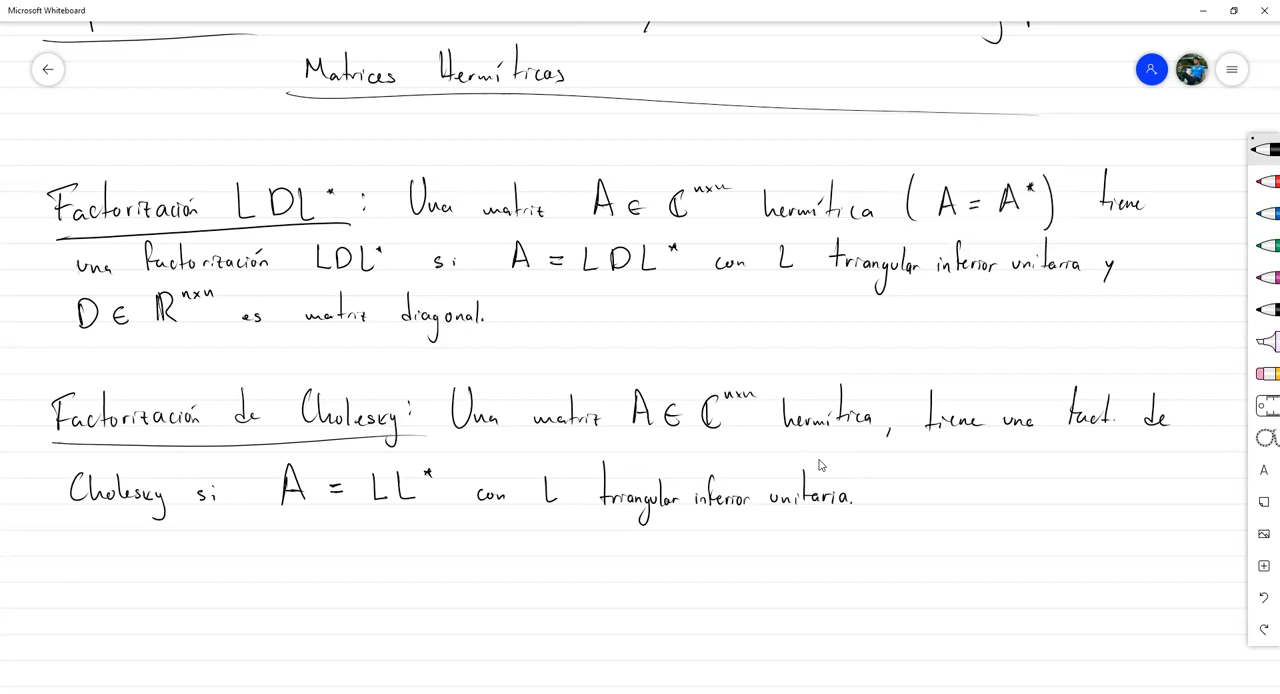 Microsoft Whiteboard
Matrices Hermíticas
Factorización LDL* : Una matriz A ∈ ℂⁿˣⁿ hermítica (A = A*) tiene
una factorización LDL* si A = LDL* con L triangular inferior unitaria y
D ∈ ℝⁿˣⁿ es matriz diagonal.
Factorización de Cholesky: Una matriz A ∈ ℂⁿˣⁿ hermítica, tiene una fact. de
Cholesky si A = LL* con L triangular inferior unitaria.